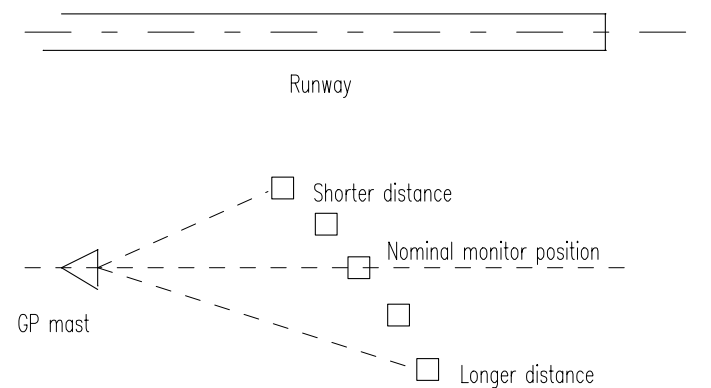 Runway
Shorter distance
Nominal monitor position
GP mast
Longer distance